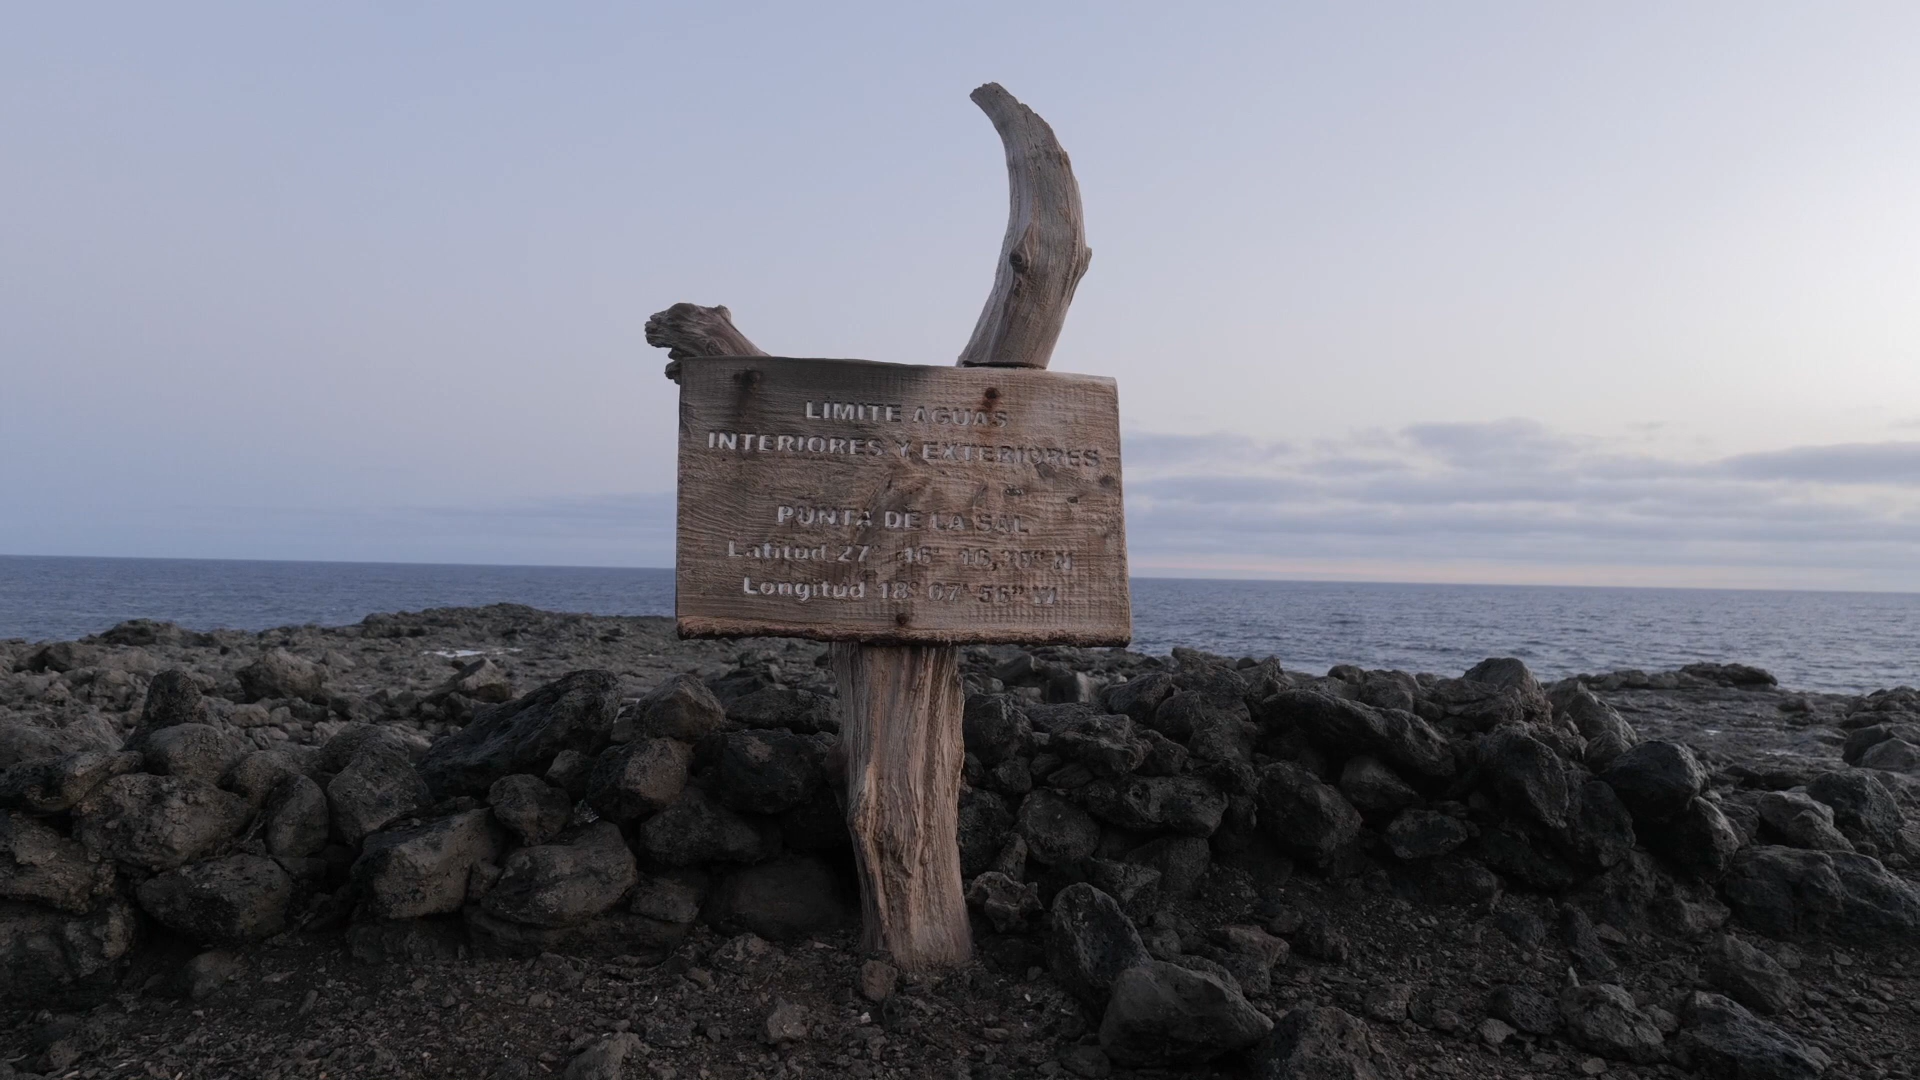 LIMITE AGUAS
INTERIORES Y EXTERIORES
PUNTA DE LA SAL
Latitud 27° N
Longitud 18° 07' 56" W